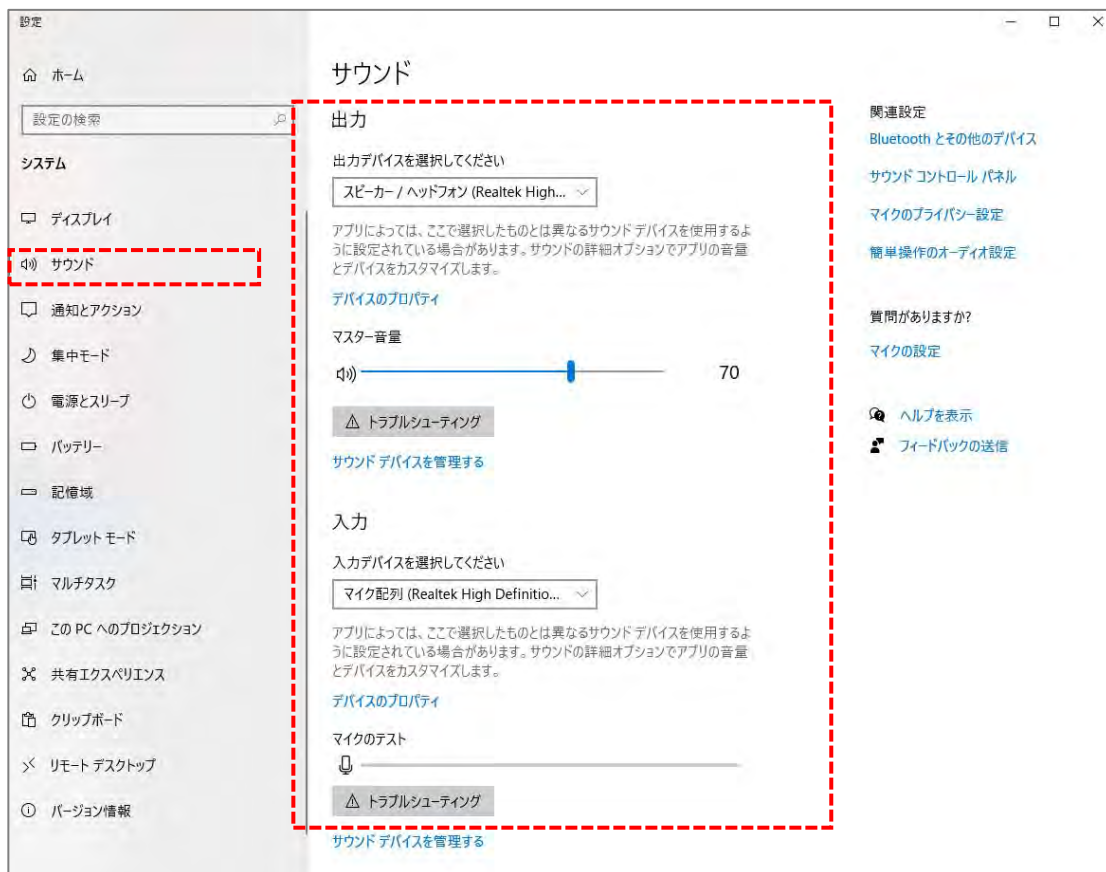 設定
ホーム
設定の検索
システム
ディスプレイ
サウンド
通知とアクション
集中モード
電源とスリープ
バッテリー
記憶域
タブレット モード
マルチタスク
この PC へのプロジェクション
共有エクスペリエンス
クリップボード
リモート デスクトップ
バージョン情報
サウンド
出力
出力デバイスを選択してください
スピーカー / ヘッドフォン (Realtek High...
アプリによっては、ここで選択したものとは異なるサウンド デバイスを使用するよ
うに設定されている場合があります。サウンドの詳細オプションでアプリの音量
とデバイスをカスタマイズします。
デバイスのプロパティ
マスター音量
70
トラブルシューティング
サウンド デバイスを管理する
入力
入力デバイスを選択してください
マイク配列 (Realtek High Definitio...
アプリによっては、ここで選択したものとは異なるサウンド デバイスを使用するよ
うに設定されている場合があります。サウンドの詳細オプションでアプリの音量
とデバイスをカスタマイズします。
デバイスのプロパティ
マイクのテスト
トラブルシューティング
サウンド デバイスを管理する
関連設定
Bluetooth とその他のデバイス
サウンド コントロール パネル
マイクのプライバシー設定
簡単操作のオーディオ設定
質問がありますか?
マイクの設定
ヘルプを表示
フィードバックの送信